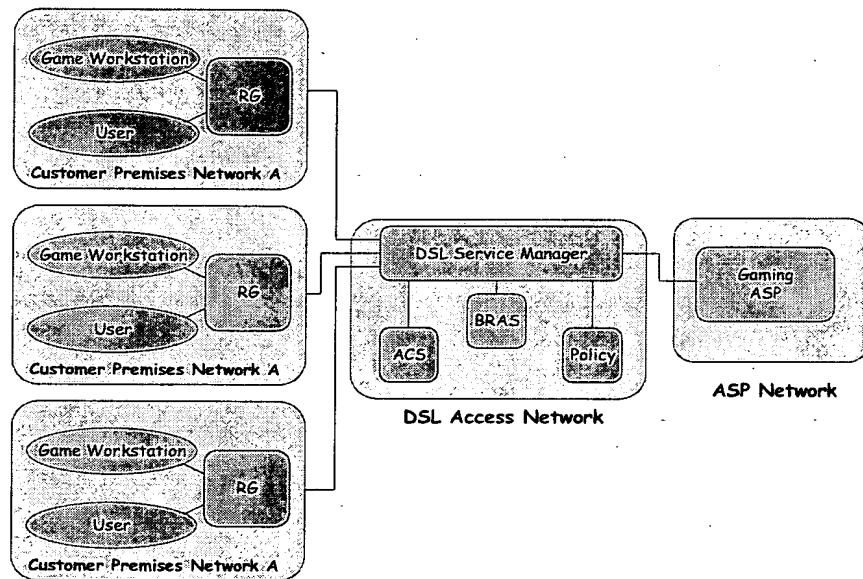 Game Workstation
RG
User
Customer Premises Network A
Game Workstation
RG
User
Customer Premises Network A
Game Workstation
RG
User
Customer Premises Network A
DSL Service Manager
ACS
BRAS
Policy
DSL Access Network
Gaming
ASP
ASP Network